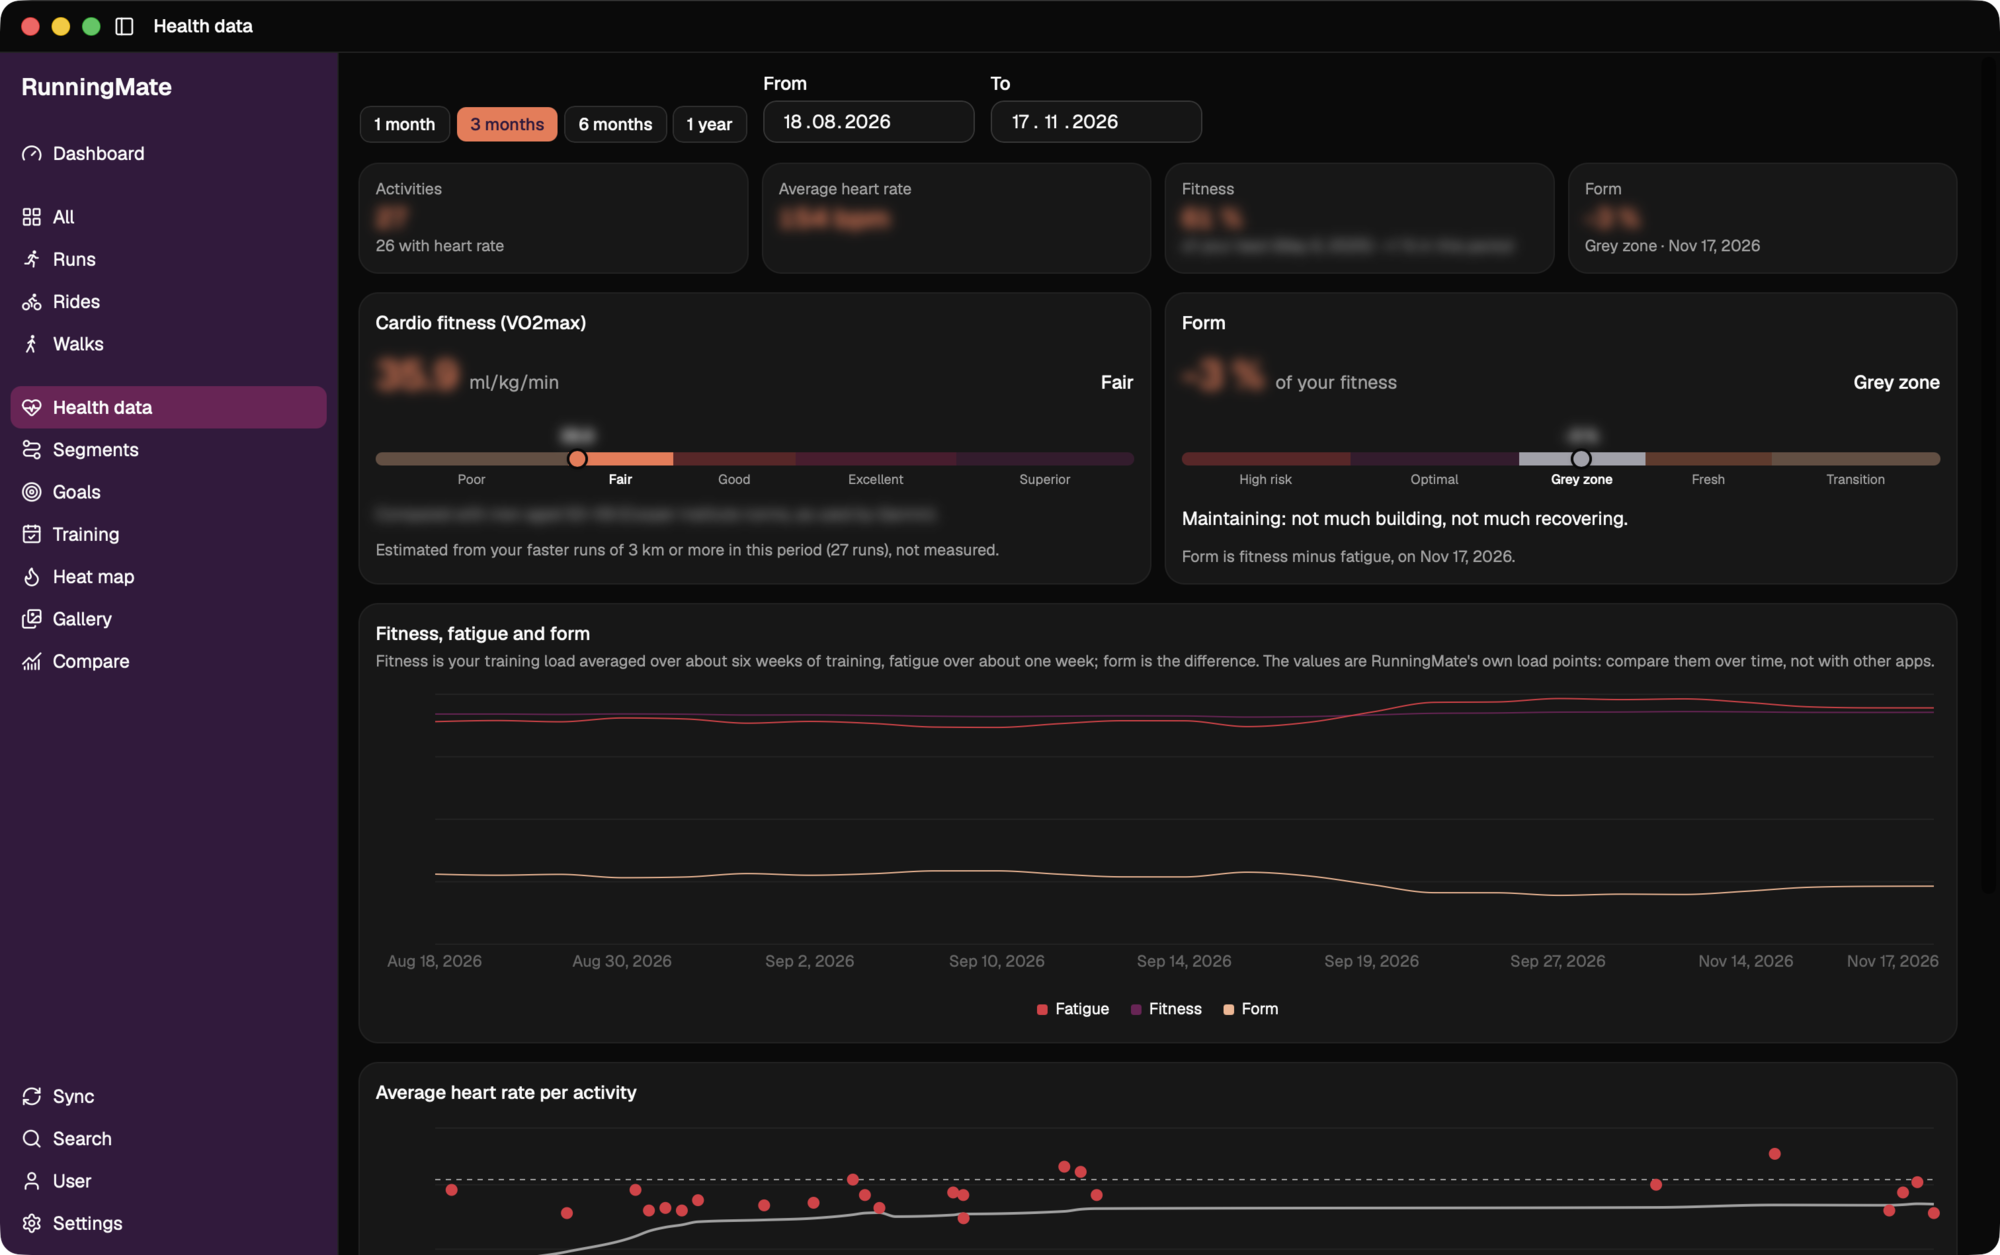 Health data
RunningMate
Dashboard
All
Runs
Rides
Walks
Health data
Segments
Goals
Training
Heat map
Gallery
Compare
Sync
Search
User
Settings
From
To
1 month
3 months
6 months
1 year
18.08.2026
17. 11 .2026
Activities
26 with heart rate
Average heart rate
Fitness
Form
Grey zone · Nov 17, 2026
Cardio fitness (VO2max)
ml/kg/min
Fair
Poor
Fair
Good
Excellent
Superior
Estimated from your faster runs of 3 km or more in this period (27 runs), not measured.
Form
of your fitness
Grey zone
High risk
Optimal
Grey zone
Fresh
Transition
Maintaining: not much building, not much recovering.
Form is fitness minus fatigue, on Nov 17, 2026.
Fitness, fatigue and form
Fitness is your training load averaged over about six weeks of training, fatigue over about one week; form is the difference. The values are RunningMate's own load points: compare them over time, not with other apps.
Aug 18, 2026
Aug 30, 2026
Sep 2, 2026
Sep 10, 2026
Sep 14, 2026
Sep 19, 2026
Sep 27, 2026
Nov 14, 2026
Nov 17, 2026
Fatigue
Fitness
Form
Average heart rate per activity